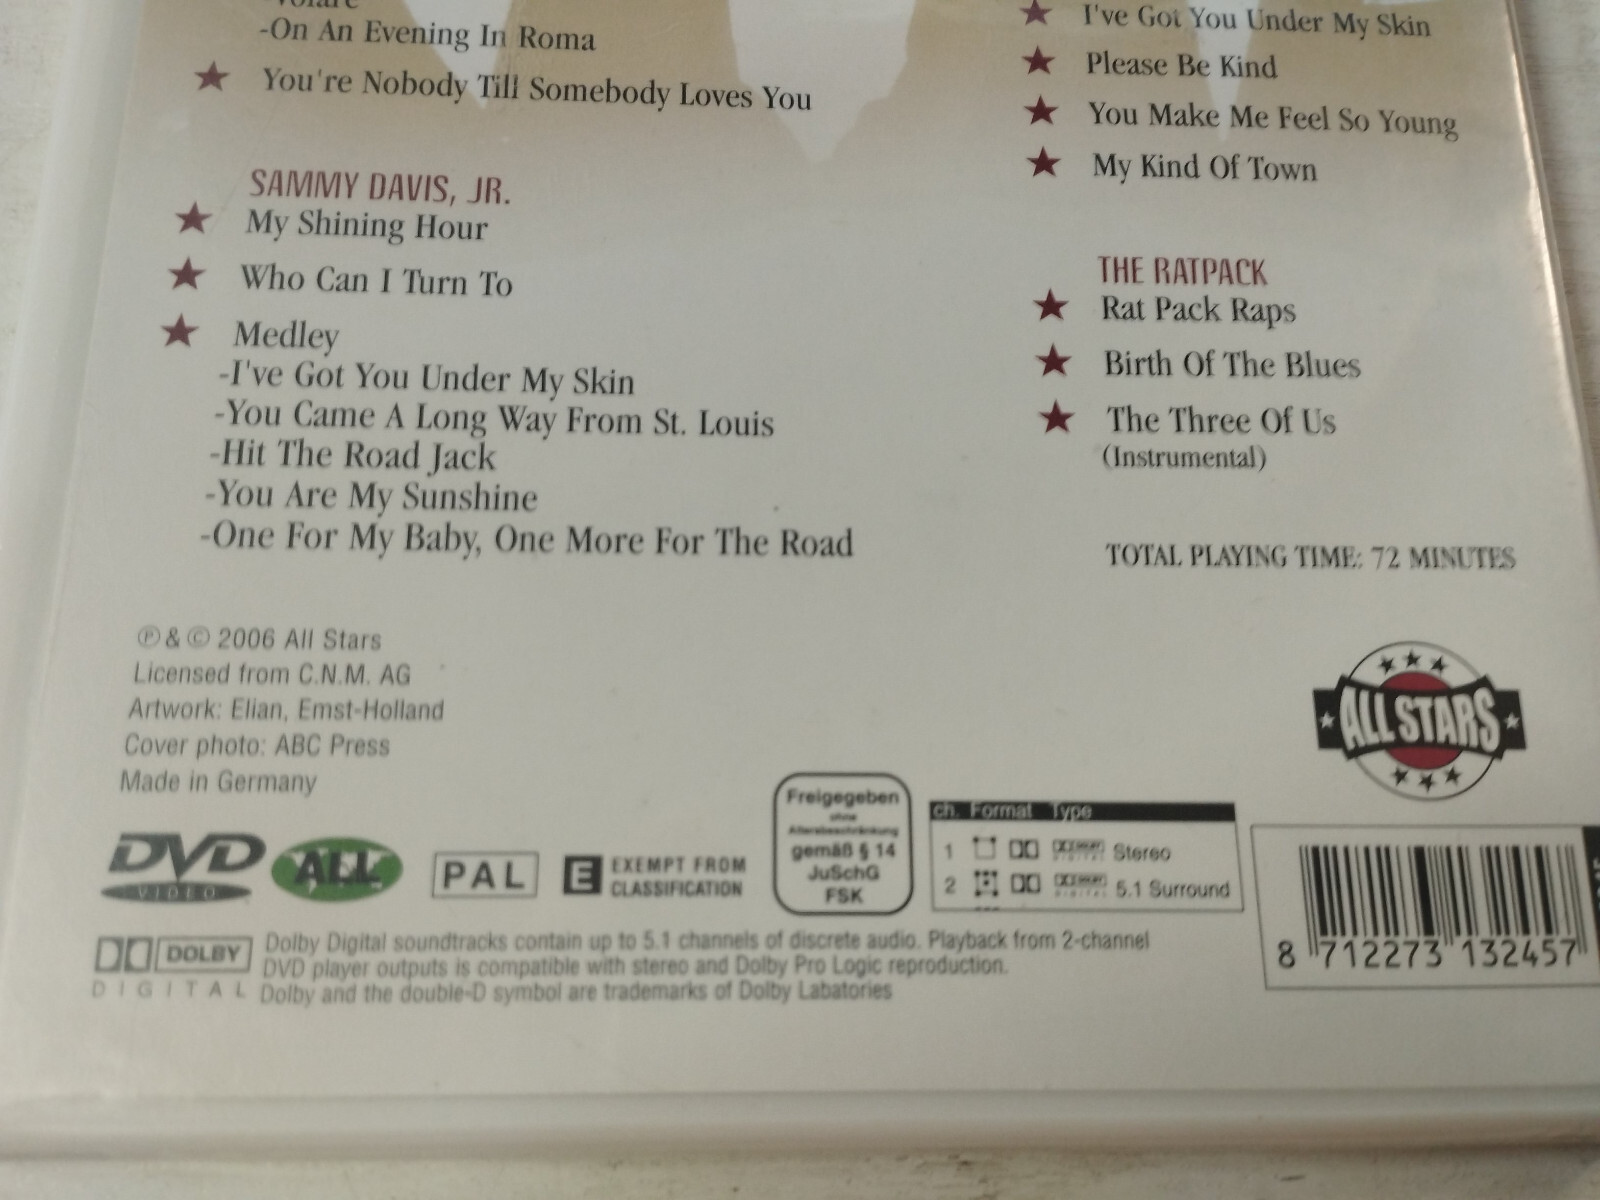 Volare
-On An Evening In Roma
★ You're Nobody Till Somebody Loves You
SAMMY DAVIS, JR.
★ My Shining Hour
★ Who Can I Turn To
★ Medley
-I've Got You Under My Skin
-You Came A Long Way From St. Louis
-Hit The Road Jack
-You Are My Sunshine
-One For My Baby, One More For The Road
★ I've Got You Under My Skin
★ Please Be Kind
★ You Make Me Feel So Young
★ My Kind Of Town
THE RATPACK
★ Rat Pack Raps
★ Birth Of The Blues
★ The Three Of Us
(Instrumental)
TOTAL PLAYING TIME: 72 MINUTES
℗ & © 2006 All Stars
Licensed from C.N.M. AG
Artwork: Elian, Emst-Holland
Cover photo: ABC Press
Made in Germany
ALL STARS
DVD
VIDEO
ALL
PAL
E EXEMPT FROM
CLASSIFICATION
Freigegeben
ohne
Altersbeschränkung
gemäß § 14
JuSchG
FSK
ch. Format Type
1 Stereo
2 5.1 Surround
DOLBY
DIGITAL
Dolby Digital soundtracks contain up to 5.1 channels of discrete audio. Playback from 2-channel
DVD player outputs is compatible with stereo and Dolby Pro Logic reproduction.
Dolby and the double-D symbol are trademarks of Dolby Labatories
8 712273 132457